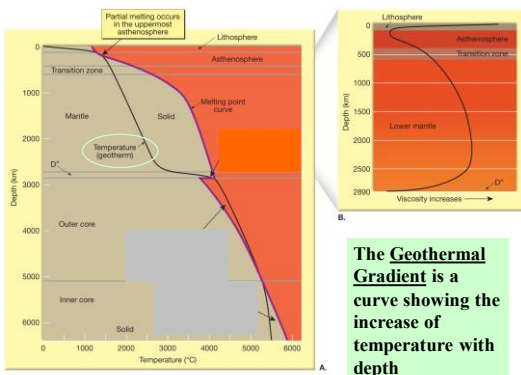 Partial melting occurs
in the uppermost
asthenosphere
Lithosphere
Asthenosphere
Transition zone
Melting point
curve
Mantle
Solid
Temperature
(geotherm)
D"
Outer core
Inner core
Solid
0
1000
2000
3000
4000
5000
6000
Depth (km)
0
1000
2000
3000
4000
5000
6200
Temperature (°C)
A.
Lithosphere
Asthenosphere
Transition zone
Lower mantle
D"
0
500
1000
1500
2000
2500
2890
Depth (km)
Viscosity increases
B.
The Geothermal
Gradient is a
curve showing the
increase of
temperature with
depth